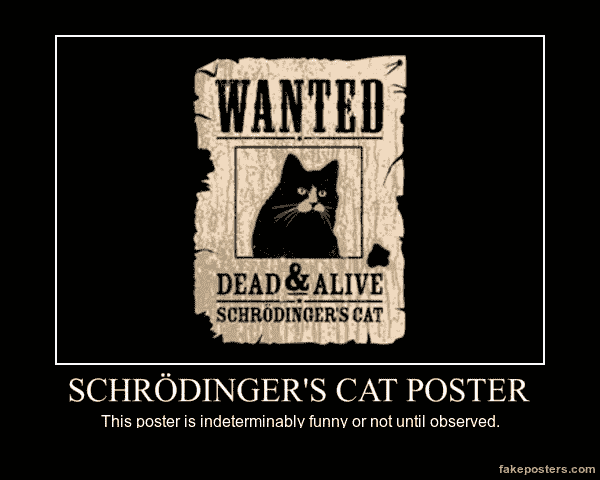 WANTED
DEAD & ALIVE
SCHRÖDINGER'S CAT
SCHRÖDINGER'S CAT POSTER
This poster is indeterminably funny or not until observed.
fakeposters.com